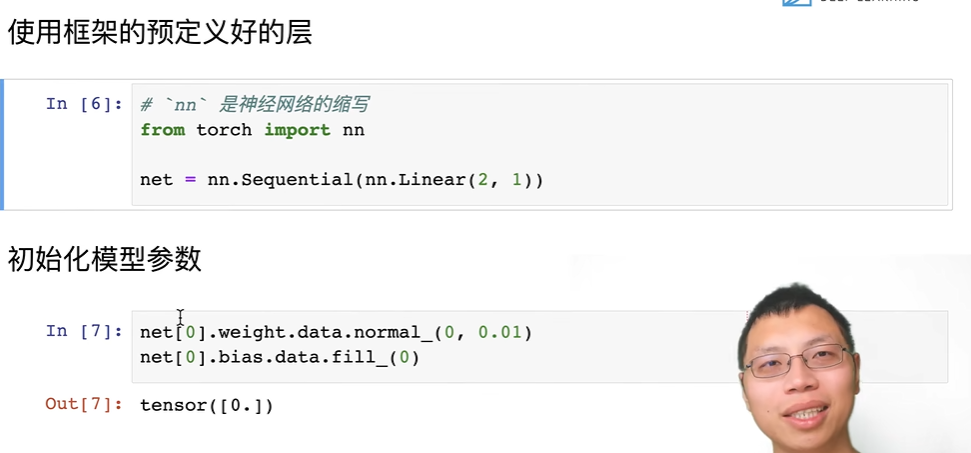 使用框架的预定义好的层
In [6]:
# `nn` 是神经网络的缩写
from torch import nn
net = nn.Sequential(nn.Linear(2, 1))
初始化模型参数
In [7]:
net[0].weight.data.normal_(0, 0.01)
net[0].bias.data.fill_(0)
Out[7]: tensor([0.])